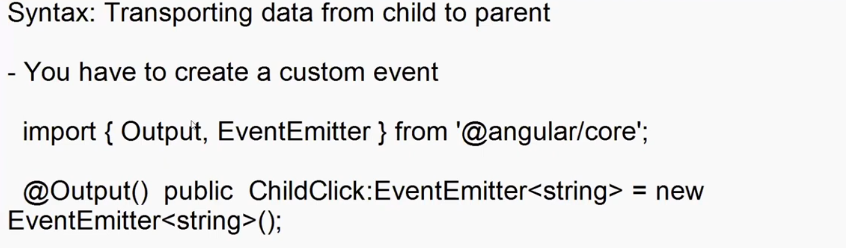 Syntax: Transporting data from child to parent
- You have to create a custom event
import { Output, EventEmitter } from '@angular/core';
@Output()  public  ChildClick:EventEmitter<string> = new
EventEmitter<string>();